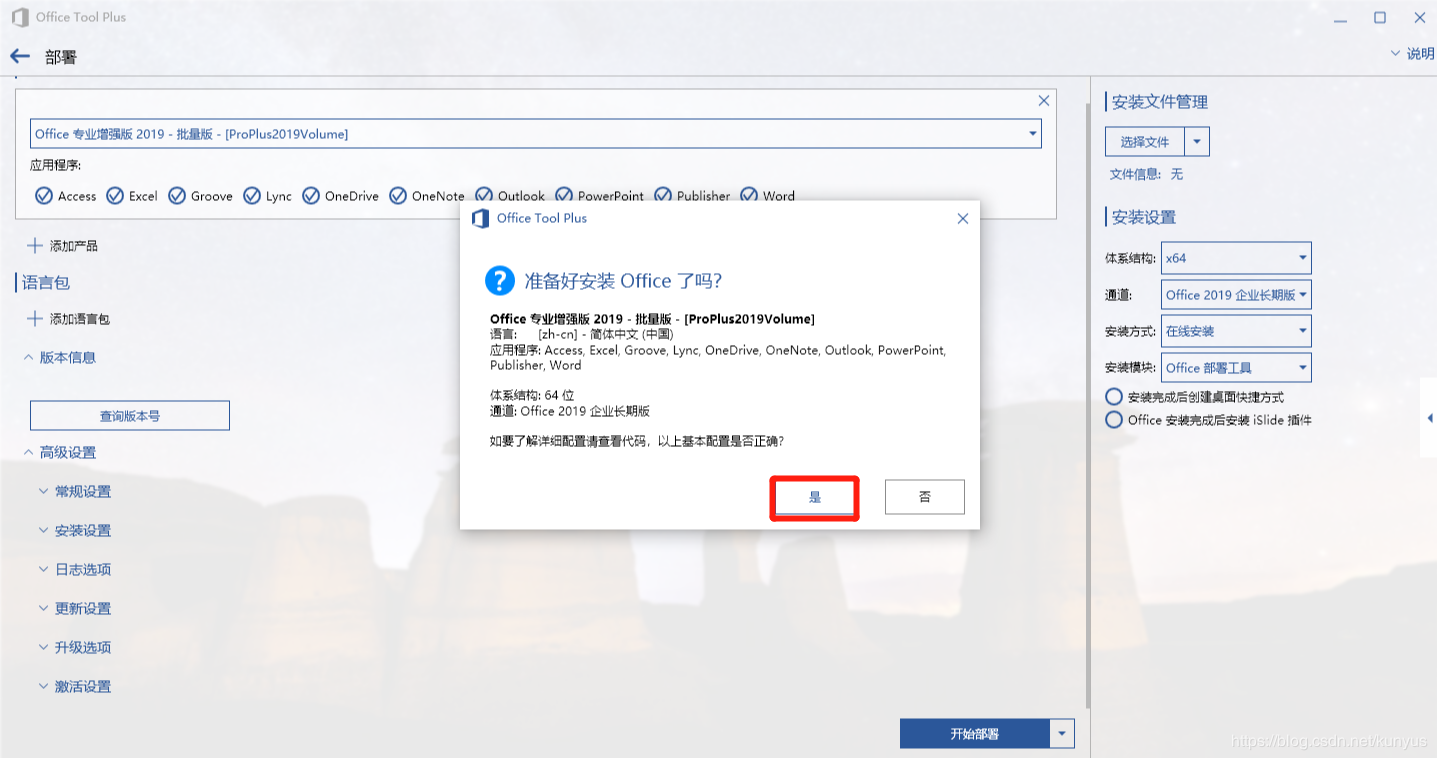 Office Tool Plus
部署
说明
Office 专业增强版 2019 - 批量版 - [ProPlus2019Volume]
应用程序:
Access Excel Groove Lync OneDrive OneNote Outlook PowerPoint Publisher Word
添加产品
语言包
添加语言包
版本信息
查询版本号
高级设置
常规设置
安装设置
日志选项
更新设置
升级选项
激活设置
Office Tool Plus
准备好安装 Office 了吗?
Office 专业增强版 2019 - 批量版 - [ProPlus2019Volume]
语言: [zh-cn] - 简体中文 (中国)
应用程序: Access, Excel, Groove, Lync, OneDrive, OneNote, Outlook, PowerPoint,
Publisher, Word
体系结构: 64 位
通道: Office 2019 企业长期版
如要了解详细配置请查看代码，以上基本配置是否正确?
是
否
开始部署
安装文件管理
选择文件
文件信息: 无
安装设置
体系结构: x64
通道: Office 2019 企业长期版
安装方式: 在线安装
安装模块: Office 部署工具
安装完成后创建桌面快捷方式
Office 安装完成后安装 iSlide 插件
https://blog.csdn.net/kunyus